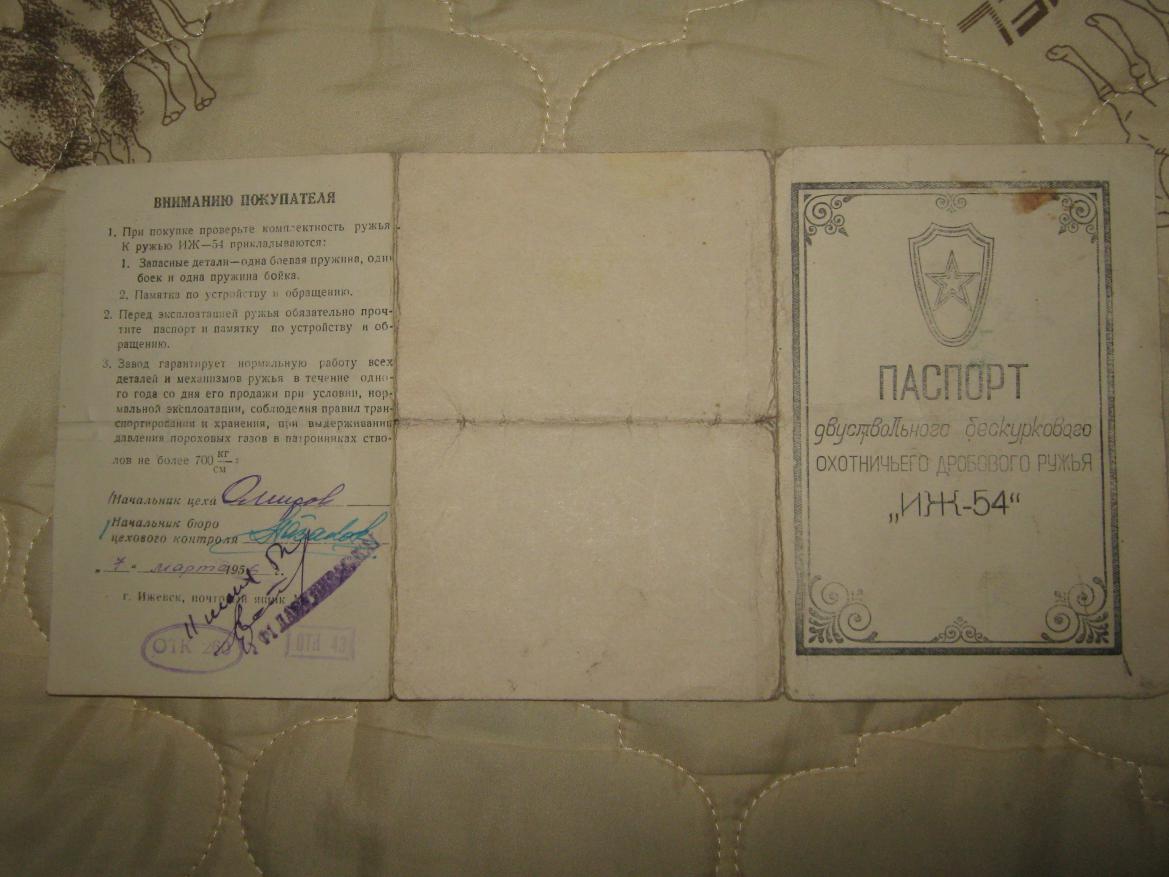 ВНИМАНИЮ ПОКУПАТЕЛЯ
1. При покупке проверьте комплектность ружья
К ружью ИЖ—54 прикладываются:
1. Запасные детали—одна боевая пружина, один
боек и одна пружина бойка.
2. Памятка по устройству и обращению.
2. Перед эксплоатацией ружья обязательно проч-
тите паспорт и памятку по устройству и об-
ращению.
3. Завод гарантирует нормальную работу всех
деталей и механизмов ружья в течение одно-
го года со дня его продажи при условии, нор-
мальной эксплоатации, соблюдения правил тран-
спортирования и хранения, при выдерживании
давления пороховых газов в патронниках ство-
лов не более 700 кг/см²
Начальник цеха
Начальник бюро
цехового контроля
„ 7 “ марта 195
г. Ижевск, почтовый ящик
ОТК
ОТК 43
ПАСПОРТ
двуствольного бескуркового
ОХОТНИЧЬЕГО ДРОБОВОГО РУЖЬЯ
„ИЖ-54“